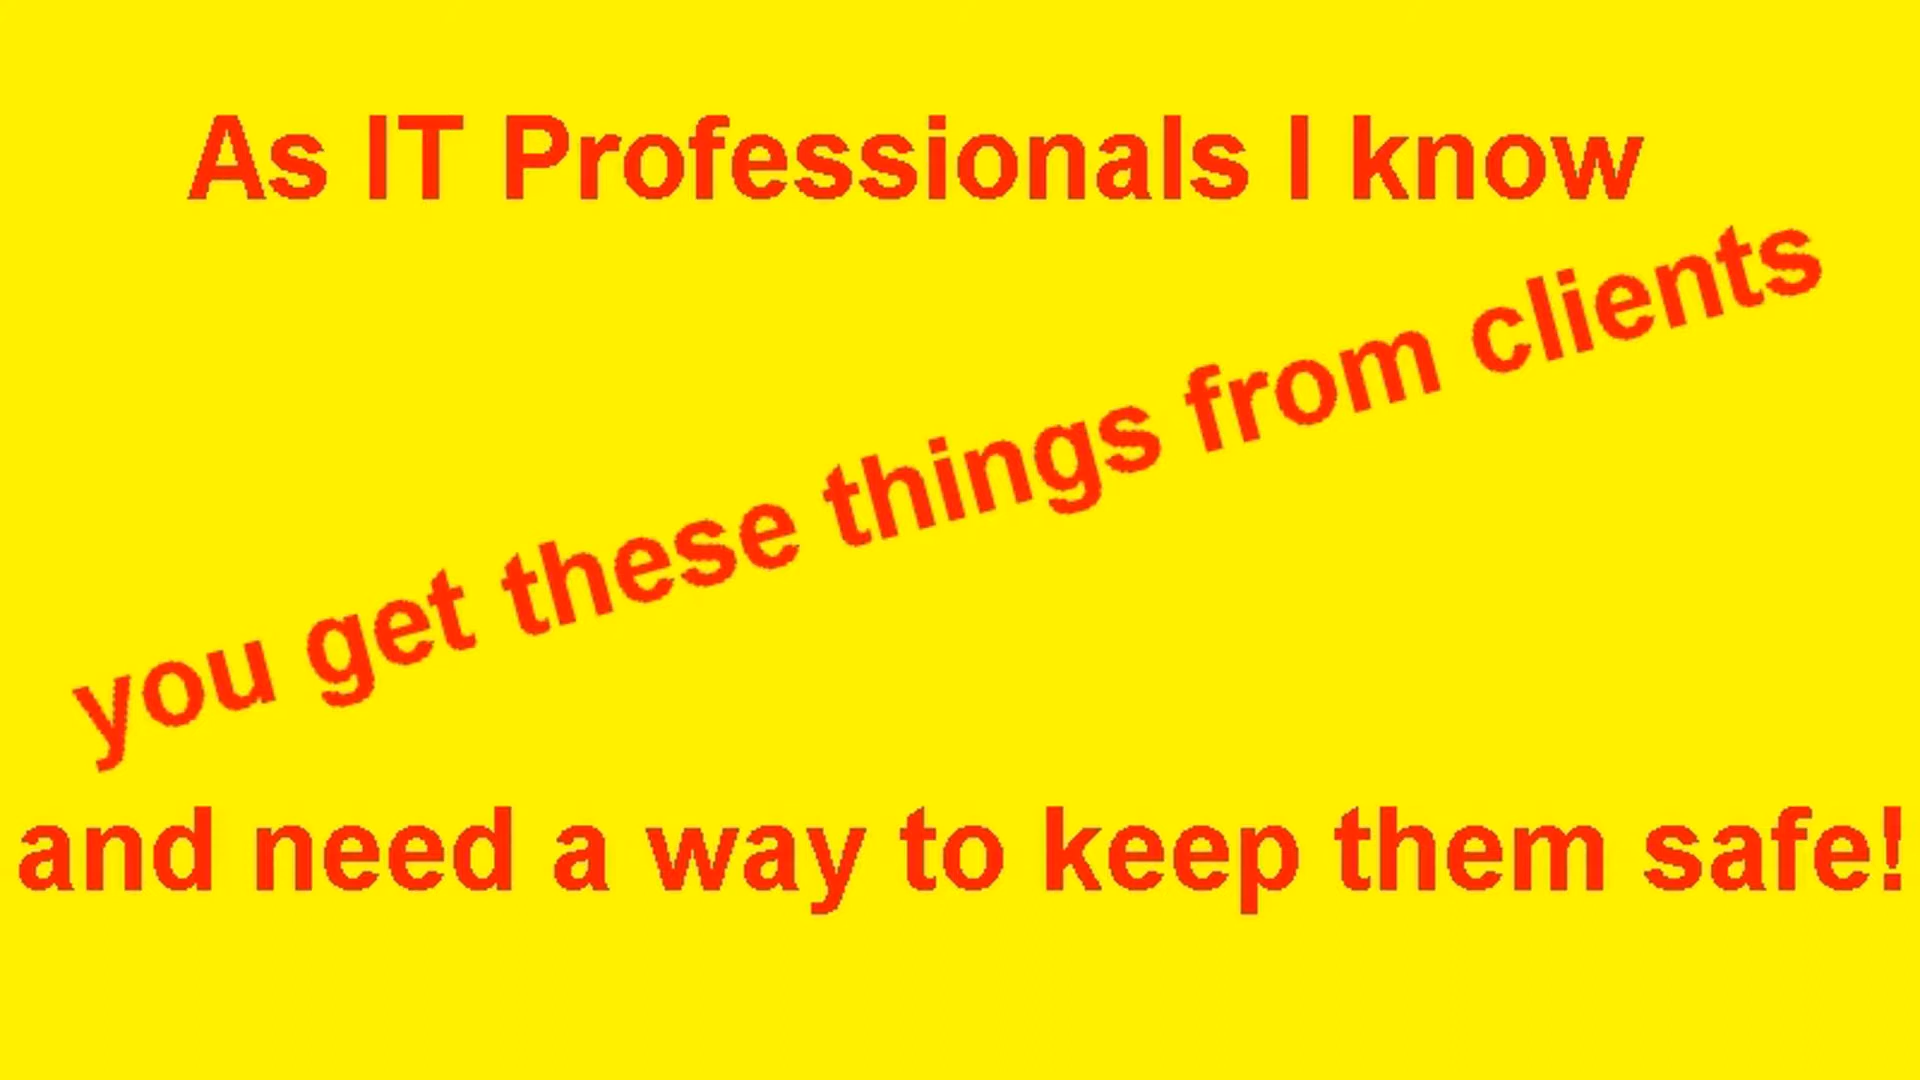 As IT Professionals I know
you get these things from clients
and need a way to keep them safe!